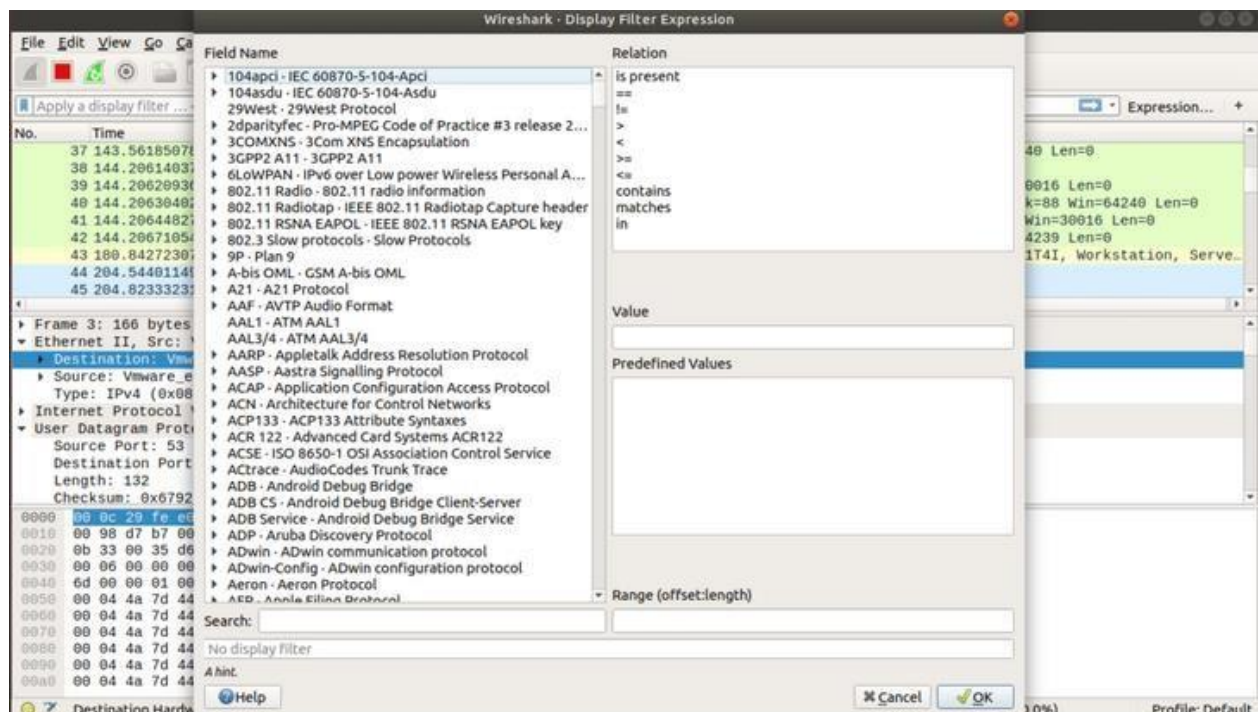 Wireshark · Display Filter Expression
File Edit View Go Ca
Apply a display filter ...
Expression... +
No. Time
37 143.56185078
38 144.20614037
39 144.20620936
40 144.20630402
41 144.20644827
42 144.20671054
43 180.84272307
44 204.54401149
45 204.82333231
40 Len=0
0016 Len=0
k=88 Win=64240 Len=0
Win=30016 Len=0
4239 Len=0
1T4I, Workstation, Serve...
Frame 3: 166 bytes
Ethernet II, Src:
Destination: Vmw
Source: Vmware_e
Type: IPv4 (0x08
Internet Protocol
User Datagram Proto
Source Port: 53
Destination Port
Length: 132
Checksum: 0x6792
0000 00 0c 29 fe e0
0010 00 98 d7 b7 00
0020 0b 33 00 35 d6
0030 00 06 00 00 00
0040 6d 00 00 01 00
0050 00 04 4a 7d 44
0060 00 04 4a 7d 44
0070 00 04 4a 7d 44
0080 00 04 4a 7d 44
0090 00 04 4a 7d 44
00a0 00 04 4a 7d 44
Destination Hardw
0.0%) Profile: Default
Field Name
104apci · IEC 60870-5-104-Apci
104asdu · IEC 60870-5-104-Asdu
29West · 29West Protocol
2dparityfec · Pro-MPEG Code of Practice #3 release 2...
3COMXNS · 3Com XNS Encapsulation
3GPP2 A11 · 3GPP2 A11
6LoWPAN · IPv6 over Low power Wireless Personal A...
802.11 Radio · 802.11 radio information
802.11 Radiotap · IEEE 802.11 Radiotap Capture header
802.11 RSNA EAPOL · IEEE 802.11 RSNA EAPOL key
802.3 Slow protocols · Slow Protocols
9P · Plan 9
A-bis OML · GSM A-bis OML
A21 · A21 Protocol
AAF · AVTP Audio Format
AAL1 · ATM AAL1
AAL3/4 · ATM AAL3/4
AARP · Appletalk Address Resolution Protocol
AASP · Aastra Signalling Protocol
ACAP · Application Configuration Access Protocol
ACN · Architecture for Control Networks
ACP133 · ACP133 Attribute Syntaxes
ACR 122 · Advanced Card Systems ACR122
ACSE · ISO 8650-1 OSI Association Control Service
ACtrace · AudioCodes Trunk Trace
ADB · Android Debug Bridge
ADB CS · Android Debug Bridge Client-Server
ADB Service · Android Debug Bridge Service
ADP · Aruba Discovery Protocol
ADwin · ADwin communication protocol
ADwin-Config · ADwin configuration protocol
Aeron · Aeron Protocol
AFP · Apple Filing Protocol
Search:
No display filter
A hint.
Help
Relation
is present
==
!=
>
<
>=
<=
contains
matches
in
Value
Predefined Values
Range (offset:length)
Cancel
OK